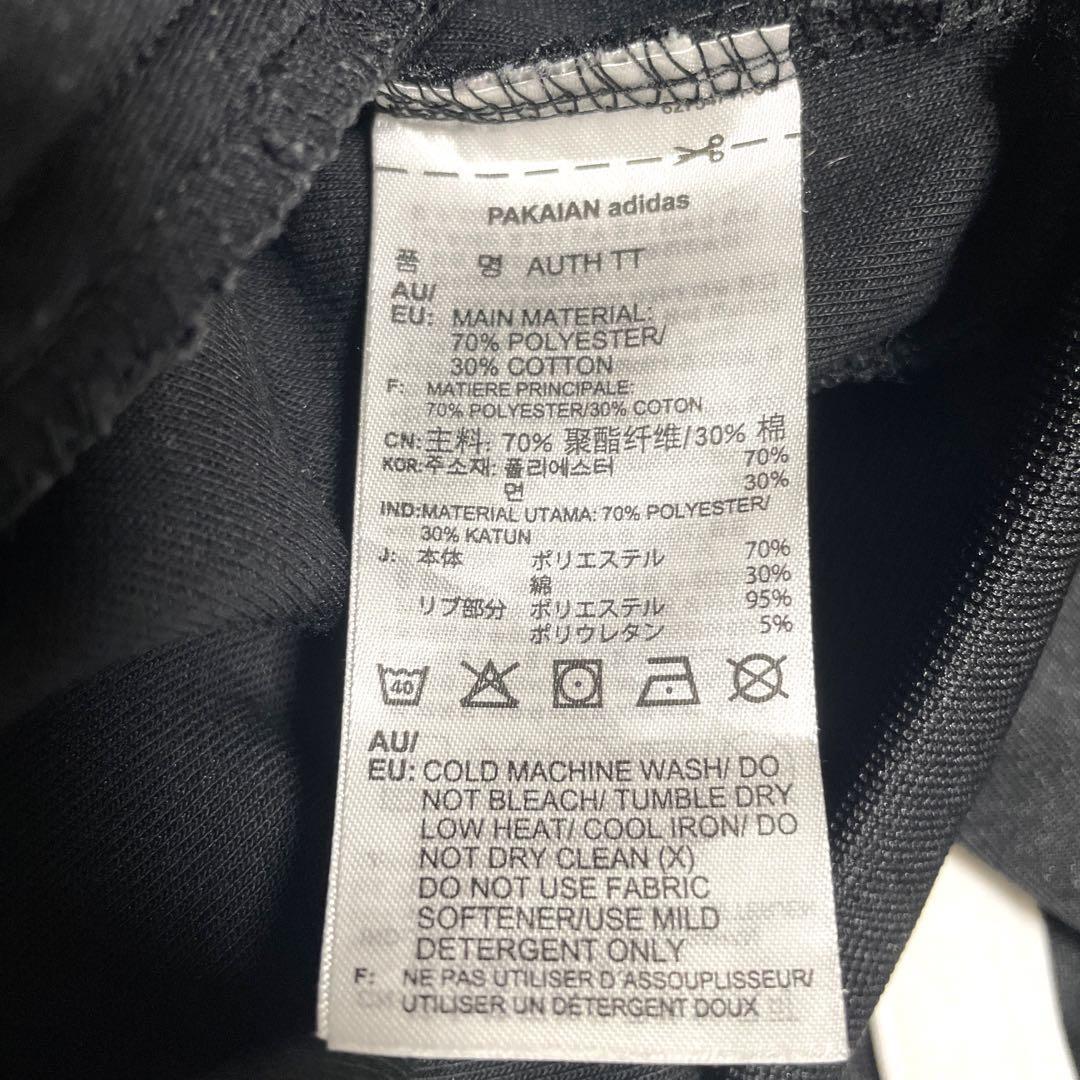 PAKAIAN adidas
품 명 AUTH TT
AU/
EU: MAIN MATERIAL:
70% POLYESTER/
30% COTTON
F: MATIERE PRINCIPALE:
70% POLYESTER/30% COTON
CN:主料: 70% 聚酯纤维/30% 棉
KOR:주소재: 폴리에스터 70%
면 30%
IND:MATERIAL UTAMA: 70% POLYESTER/
30% KATUN
J: 本体 ポリエステル 70%
綿 30%
リブ部分 ポリエステル 95%
ポリウレタン 5%
40
AU/
EU: COLD MACHINE WASH/ DO
NOT BLEACH/ TUMBLE DRY
LOW HEAT/ COOL IRON/ DO
NOT DRY CLEAN (X)
DO NOT USE FABRIC
SOFTENER/USE MILD
DETERGENT ONLY
F: NE PAS UTILISER D'ASSOUPLISSEUR/
UTILISER UN DÉTERGENT DOUX